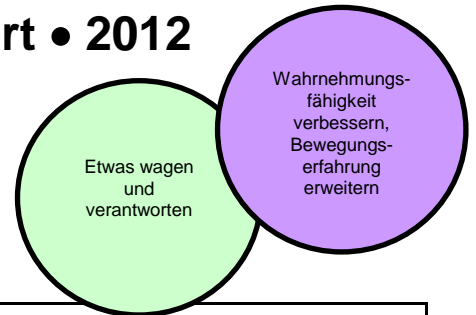 rt • 2012
Wahrnehmungs-
fähigkeit
verbessern,
Bewegungs-
erfahrung
erweitern
Etwas wagen
und
verantworten